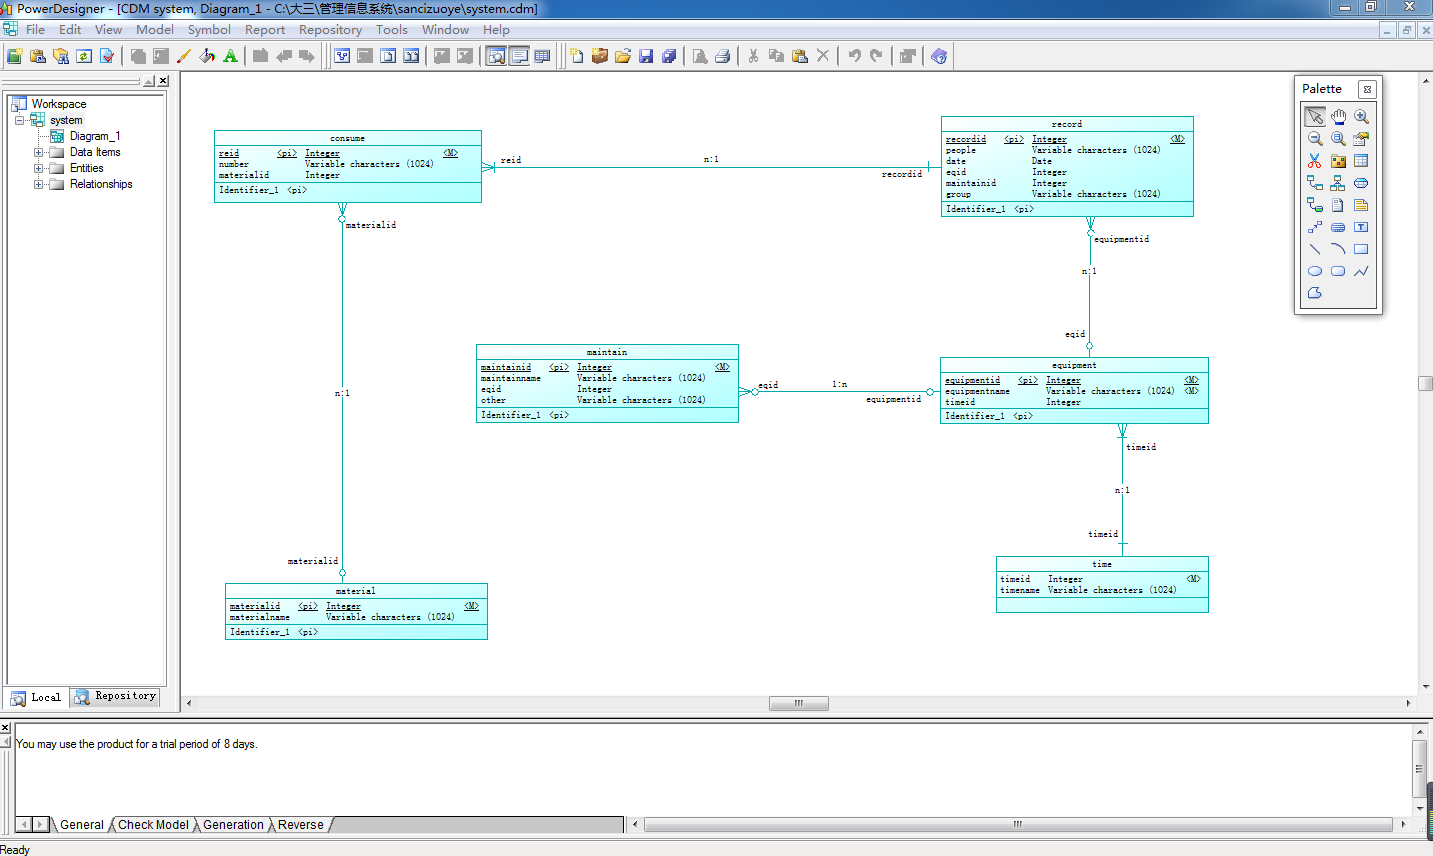 PowerDesigner - [CDM system, Diagram_1 - C:\大三\管理信息系统\sancizuoye\system.cdm]
File Edit View Model Symbol Report Repository Tools Window Help
Workspace
system
Diagram_1
Data Items
Entities
Relationships
Local Repository
consume
reid <pi> Integer <M>
number Variable characters (1024)
materialid Integer
Identifier_1 <pi>
reid
n:1
recordid
record
recordid <pi> Integer <M>
people Variable characters (1024)
date Date
eqid Integer
maintainid Integer
group Variable characters (1024)
Identifier_1 <pi>
materialid
n:1
materialid
equipmentid
n:1
eqid
maintain
maintainid <pi> Integer <M>
maintainname Variable characters (1024)
eqid Integer
other Variable characters (1024)
Identifier_1 <pi>
eqid
1:n
equipmentid
equipment
equipmentid <pi> Integer <M>
equipmentname Variable characters (1024) <M>
timeid Integer
Identifier_1 <pi>
timeid
n:1
timeid
time
timeid Integer <M>
timename Variable characters (1024)
material
materialid <pi> Integer <M>
materialname Variable characters (1024)
Identifier_1 <pi>
Palette
You may use the product for a trial period of 8 days.
General Check Model Generation Reverse
Ready